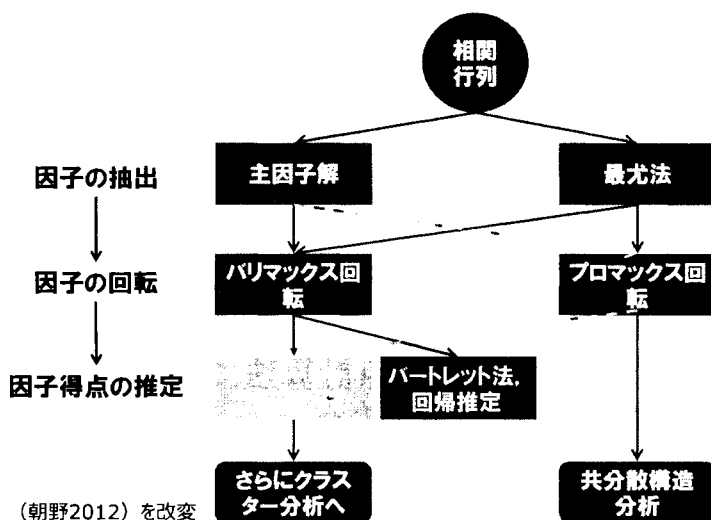 相関
行列
因子の抽出
主因子解
最尤法
因子の回転
バリマックス回
転
プロマックス回
転
因子得点の推定
バートレット法,
回帰推定
さらにクラス
ター分析へ
共分散構造
分析
（朝野2012）を改変